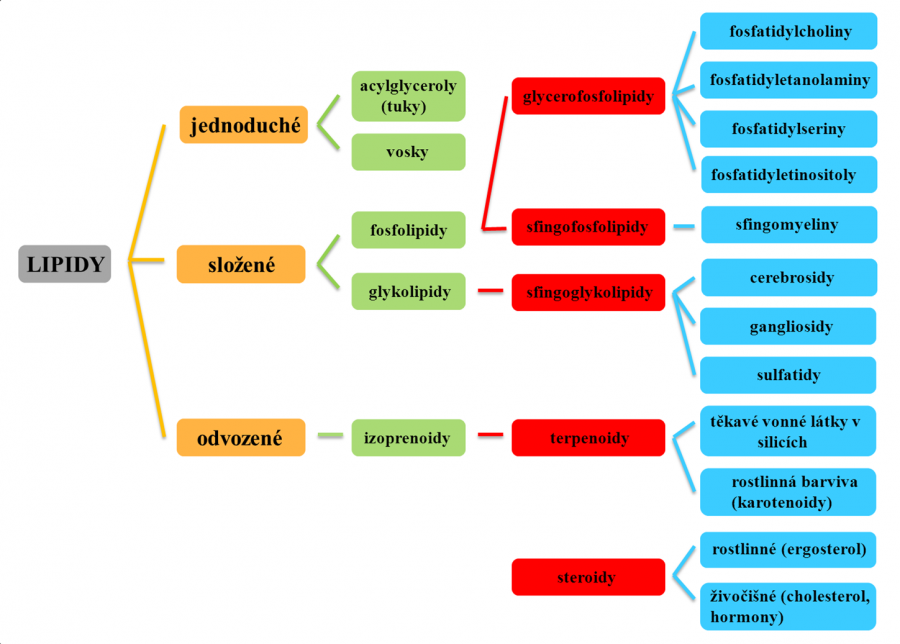 LIPIDY
jednoduché
acylglyceroly
(tuky)
vosky
složené
fosfolipidy
glycerofosfolipidy
fosfatidylcholiny
fosfatidyletanolaminy
fosfatidylseriny
fosfatidyletinositoly
sfingofosfolipidy
sfingomyeliny
glykolipidy
sfingoglykolipidy
cerebrosidy
gangliosidy
sulfatidy
odvozené
izoprenoidy
terpenoidy
těkavé vonné látky v
silicích
rostlinná barviva
(karotenoidy)
steroidy
rostlinné (ergosterol)
živočišné (cholesterol,
hormony)